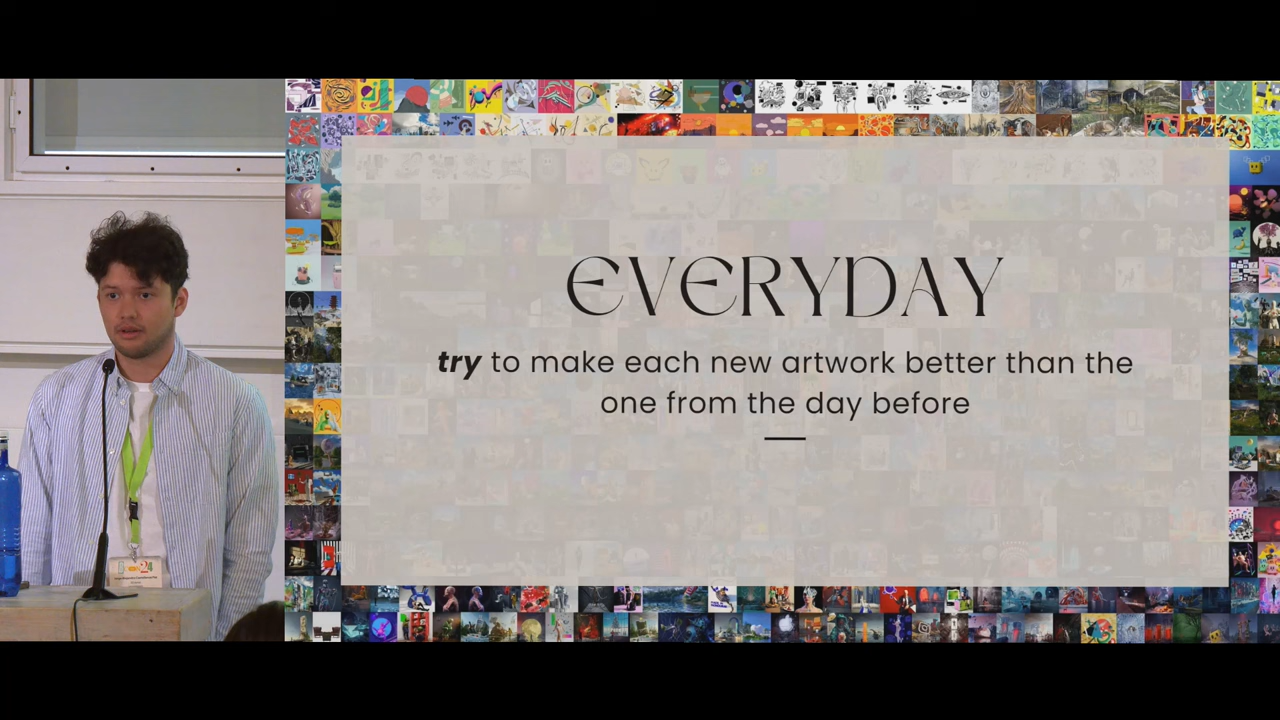 EVERYDAY
try to make each new artwork better than the
one from the day before